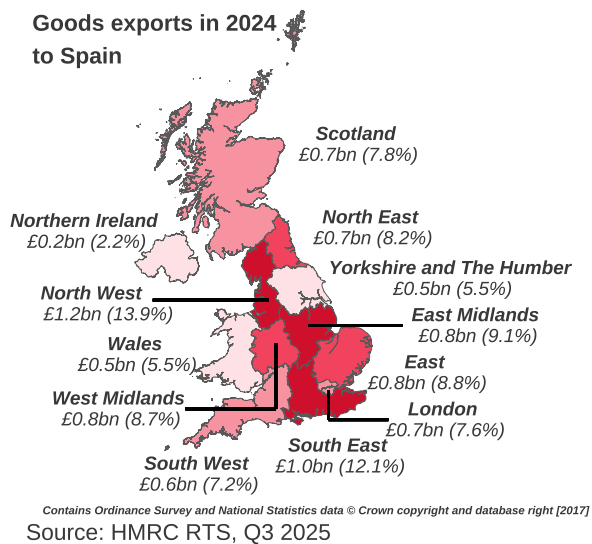 Goods exports in 2024
to Spain
Scotland
£0.7bn (7.8%)
Northern Ireland
£0.2bn (2.2%)
North East
£0.7bn (8.2%)
Yorkshire and The Humber
£0.5bn (5.5%)
North West
£1.2bn (13.9%)
East Midlands
£0.8bn (9.1%)
Wales
£0.5bn (5.5%)
East
£0.8bn (8.8%)
West Midlands
£0.8bn (8.7%)
London
£0.7bn (7.6%)
South East
£1.0bn (12.1%)
South West
£0.6bn (7.2%)
Contains Ordinance Survey and National Statistics data © Crown copyright and database right [2017]
Source: HMRC RTS, Q3 2025